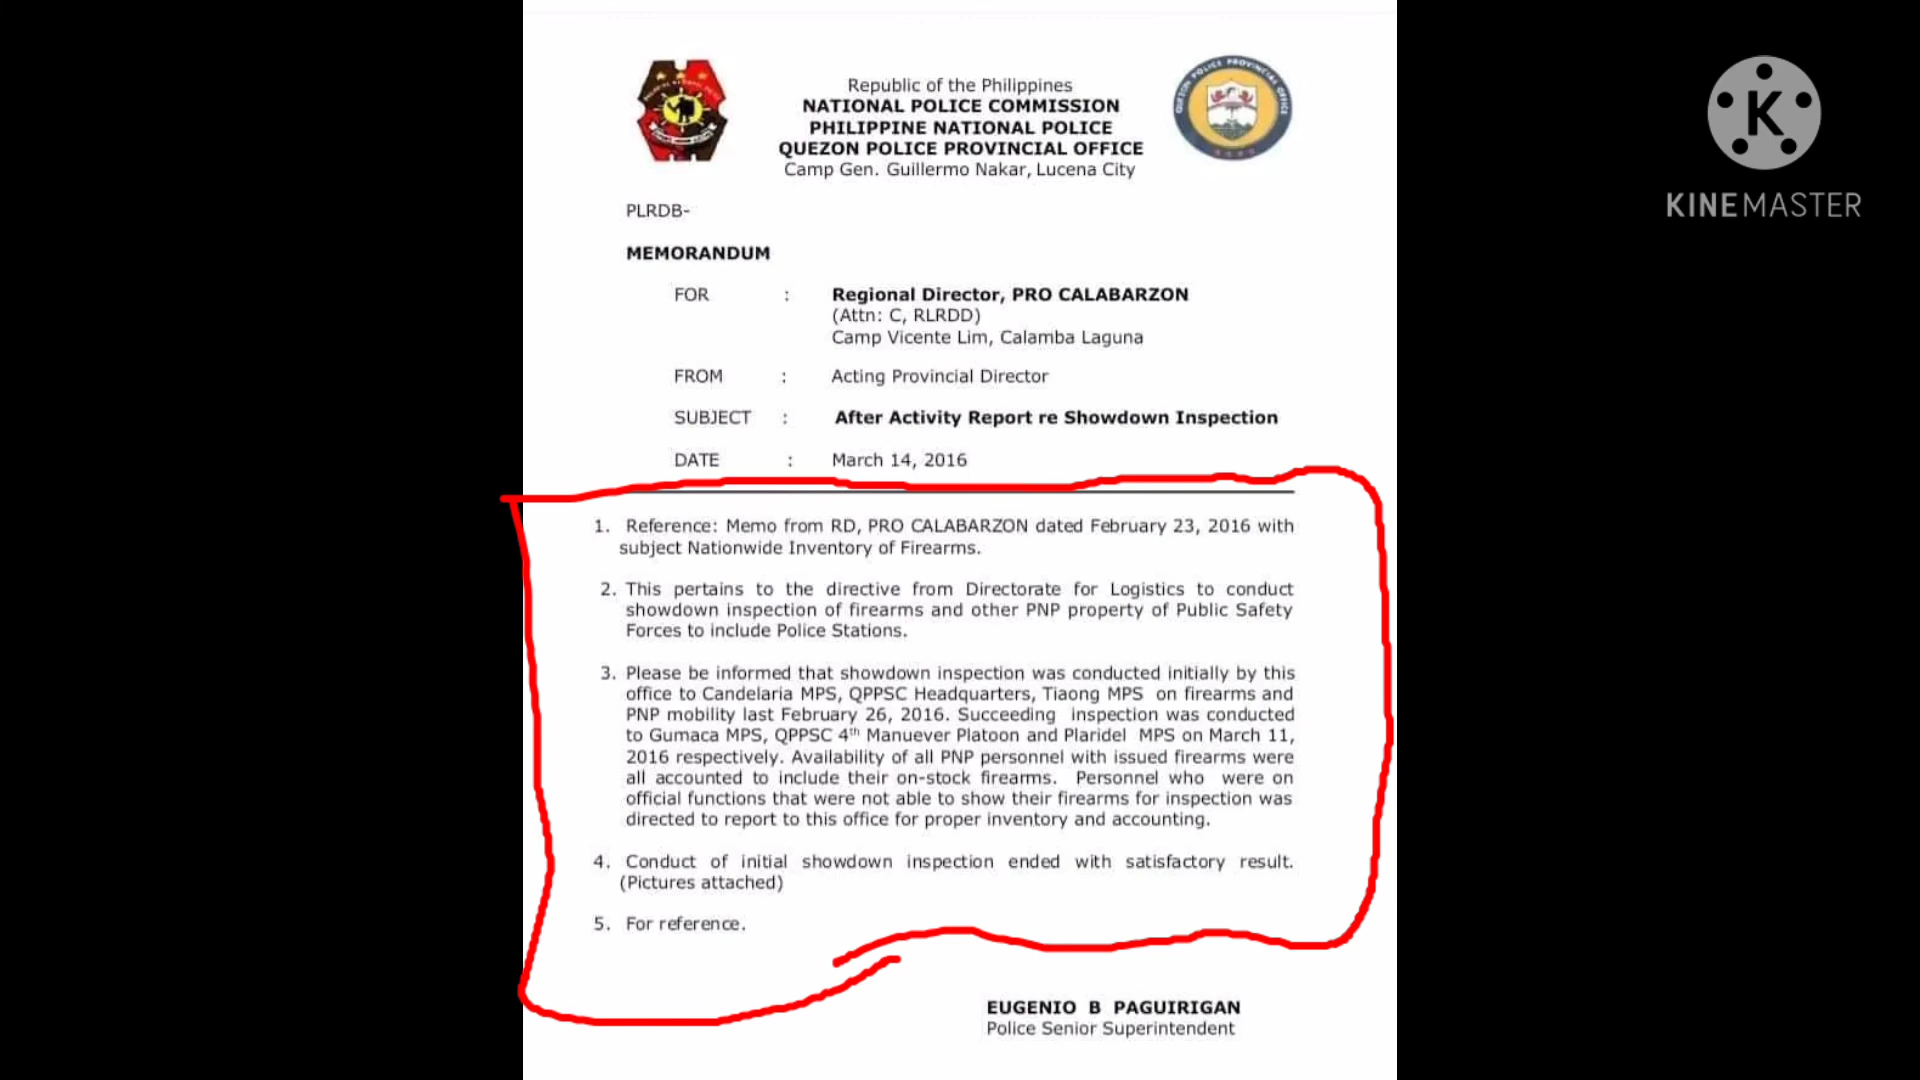 Republic of the Philippines
NATIONAL POLICE COMMISSION
PHILIPPINE NATIONAL POLICE
QUEZON POLICE PROVINCIAL OFFICE
Camp Gen. Guillermo Nakar, Lucena City
QUEZON POLICE PROVINCIAL OFFICE
K
KINEMASTER
PLRDB-
MEMORANDUM
FOR : Regional Director, PRO CALABARZON
(Attn: C, RLRDD)
Camp Vicente Lim, Calamba Laguna
FROM : Acting Provincial Director
SUBJECT : After Activity Report re Showdown Inspection
DATE : March 14, 2016
1. Reference: Memo from RD, PRO CALABARZON dated February 23, 2016 with
subject Nationwide Inventory of Firearms.
2. This pertains to the directive from Directorate for Logistics to conduct
showdown inspection of firearms and other PNP property of Public Safety
Forces to include Police Stations.
3. Please be informed that showdown inspection was conducted initially by this
office to Candelaria MPS, QPPSC Headquarters, Tiaong MPS on firearms and
PNP mobility last February 26, 2016. Succeeding inspection was conducted
to Gumaca MPS, QPPSC 4th Manuever Platoon and Plaridel MPS on March 11,
2016 respectively. Availability of all PNP personnel with issued firearms were
all accounted to include their on-stock firearms. Personnel who were on
official functions that were not able to show their firearms for inspection was
directed to report to this office for proper inventory and accounting.
4. Conduct of initial showdown inspection ended with satisfactory result.
(Pictures attached)
5. For reference.
EUGENIO B PAGUIRIGAN
Police Senior Superintendent